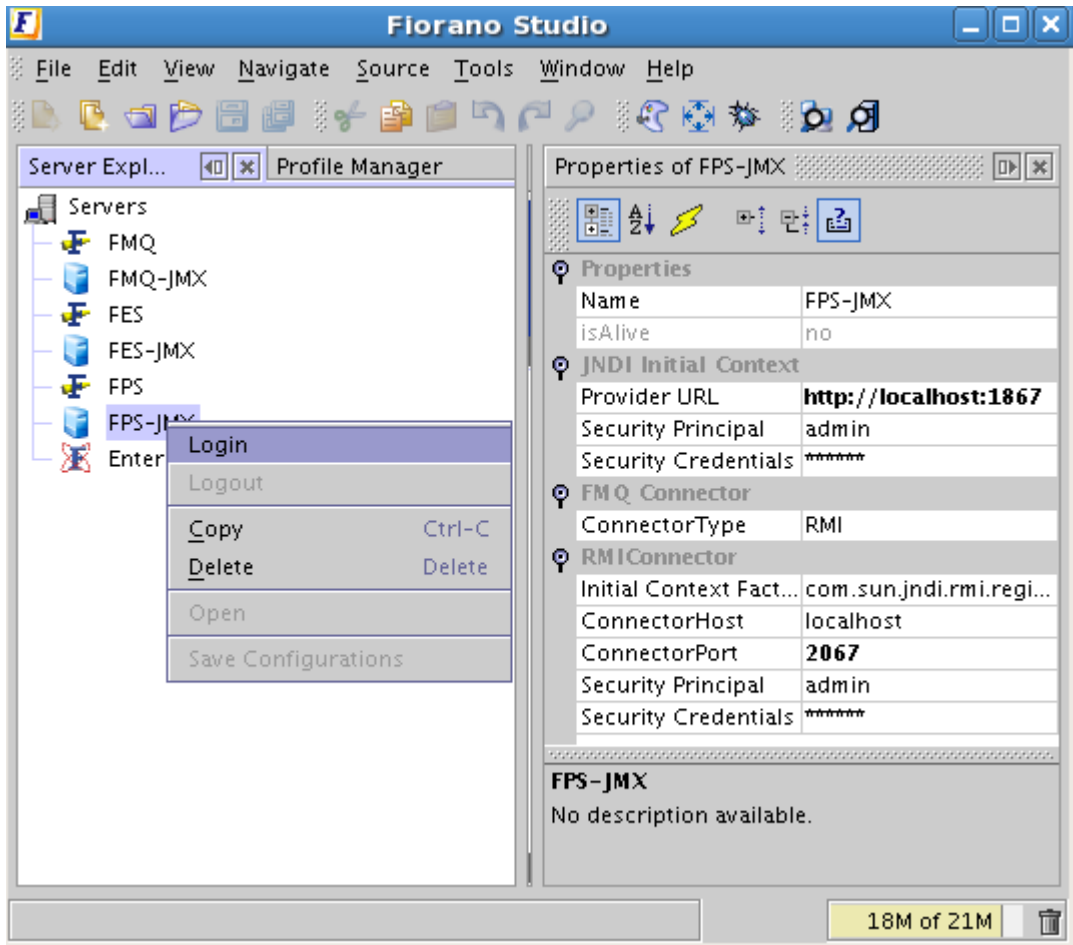 Fiorano Studio
File Edit View Navigate Source Tools Window Help
Server Expl... Profile Manager
Servers
FMQ
FMQ-JMX
FES
FES-JMX
FPS
FPS-JMX
Enter
Login
Logout
Copy Ctrl-C
Delete Delete
Open
Save Configurations
Properties of FPS-JMX
Properties
Name FPS-JMX
isAlive no
JNDI Initial Context
Provider URL http://localhost:1867
Security Principal admin
Security Credentials ******
FMQ Connector
ConnectorType RMI
RMIConnector
Initial Context Fact... com.sun.jndi.rmi.regi...
ConnectorHost localhost
ConnectorPort 2067
Security Principal admin
Security Credentials ******
FPS-JMX
No description available.
18M of 21M